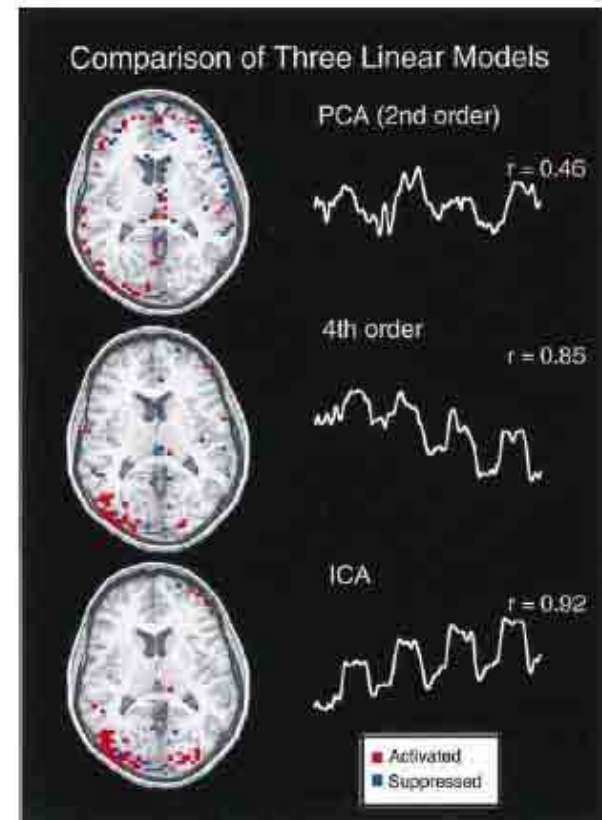 Comparison of Three Linear Models
PCA (2nd order)
r = 0.46
4th order
r = 0.85
ICA
r = 0.92
Activated
Suppressed